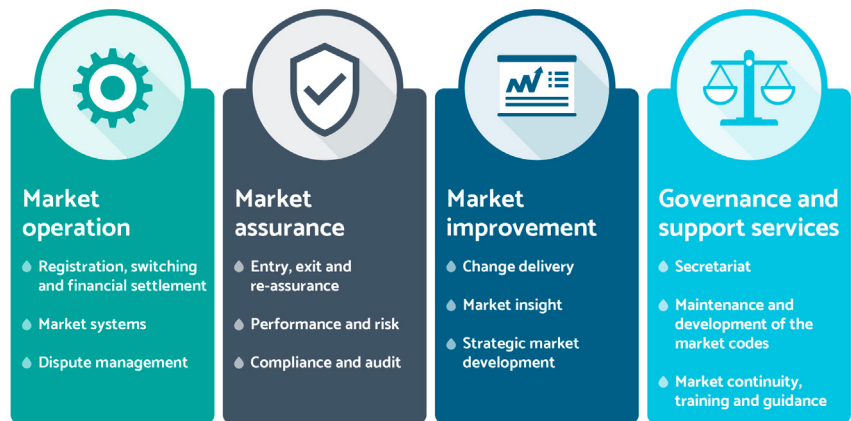 Market
operation
Registration, switching
and financial settlement
Market systems
Dispute management
Market
assurance
Entry, exit and
re-assurance
Performance and risk
Compliance and audit
Market
improvement
Change delivery
Market insight
Strategic market
development
Governance and
support services
Secretariat
Maintenance and
development of the
market codes
Market continuity,
training and guidance